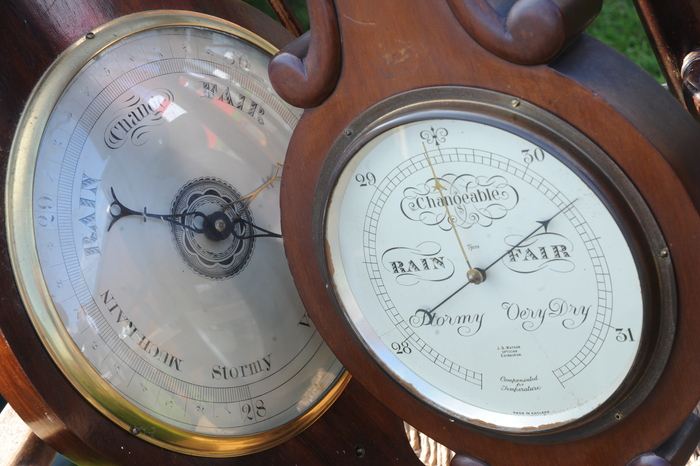 Change
FAIR
RAIN
29
MUCH RAIN
Stormy
28
29
30
Changeable
RAIN
FAIR
Stormy
Very Dry
28
31
Compensated
for
Temperature
MADE IN ENGLAND